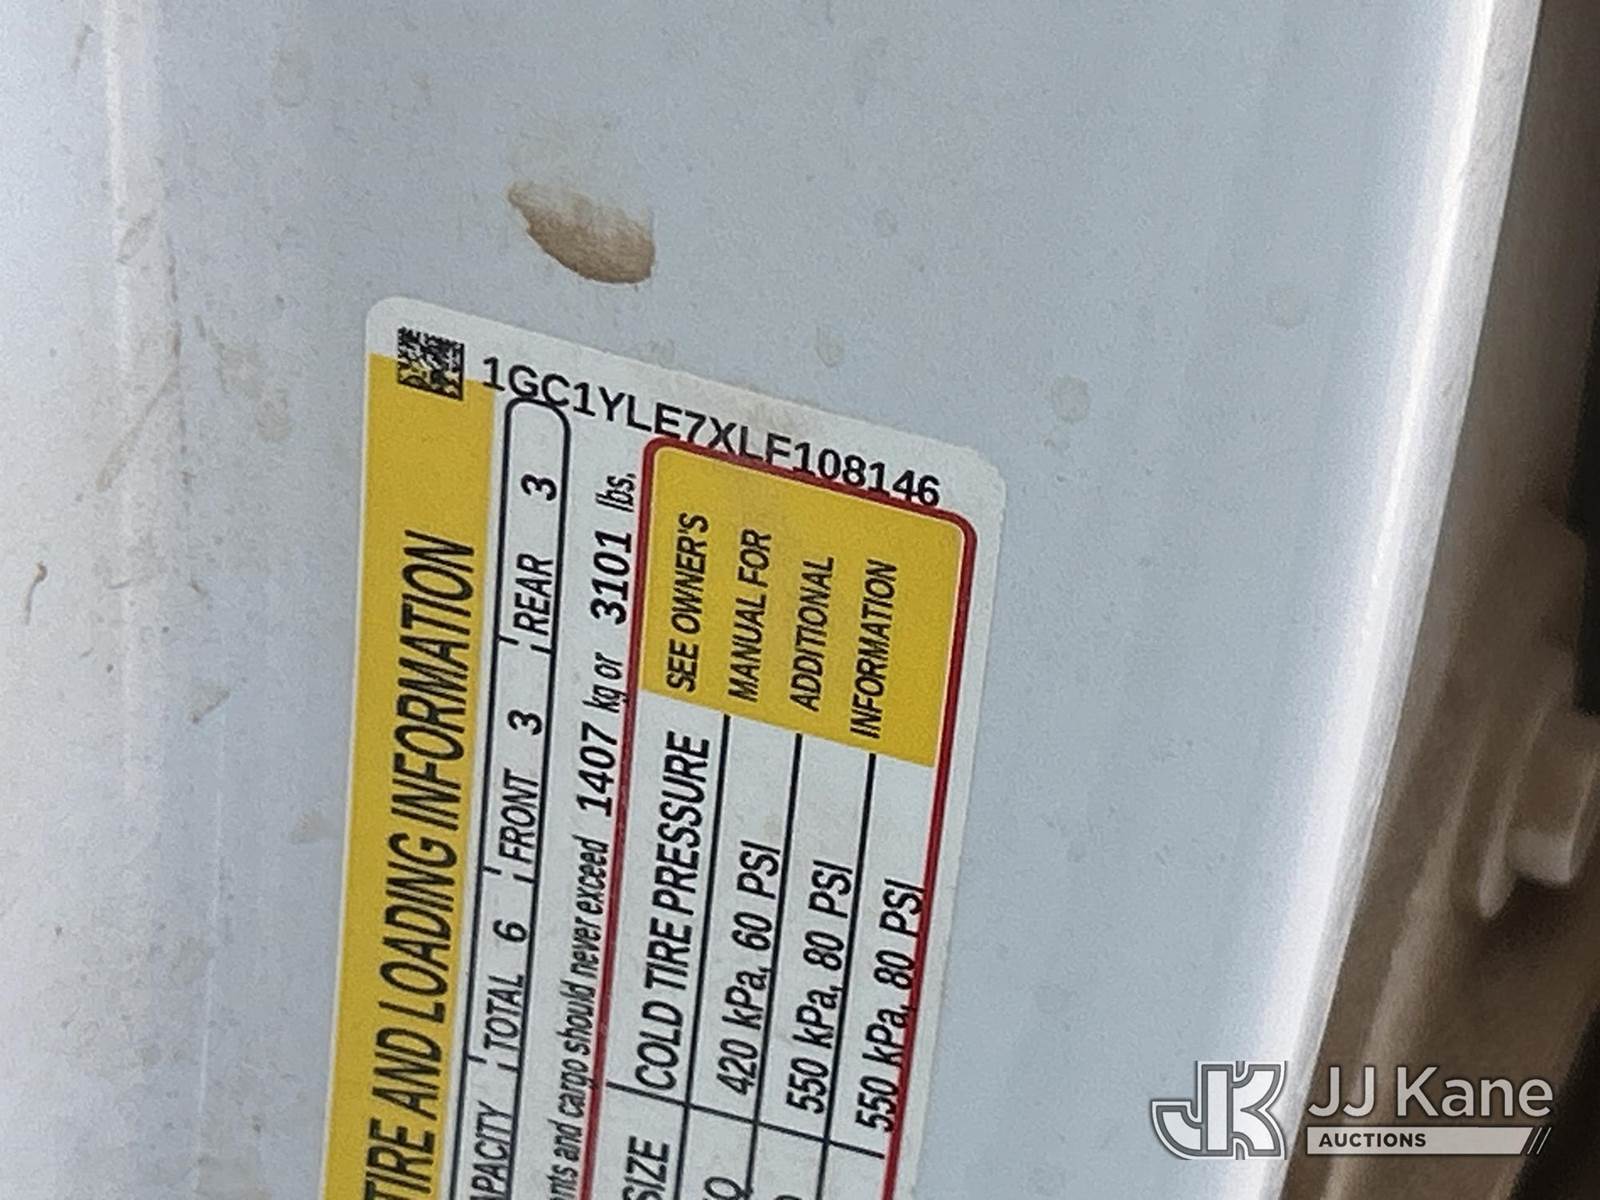 1GC1YLE7XLF108146
TIRE AND LOADING INFORMATION
TOTAL 6 FRONT 3 REAR 3
and cargo should never exceed 1407 kg or 3101 lbs.
SIZE COLD TIRE PRESSURE
420 kPa, 60 PSI
550 kPa, 80 PSI
550 kPa, 80 PSI
SEE OWNER'S
MANUAL FOR
ADDITIONAL
INFORMATION
JK JJ Kane
AUCTIONS